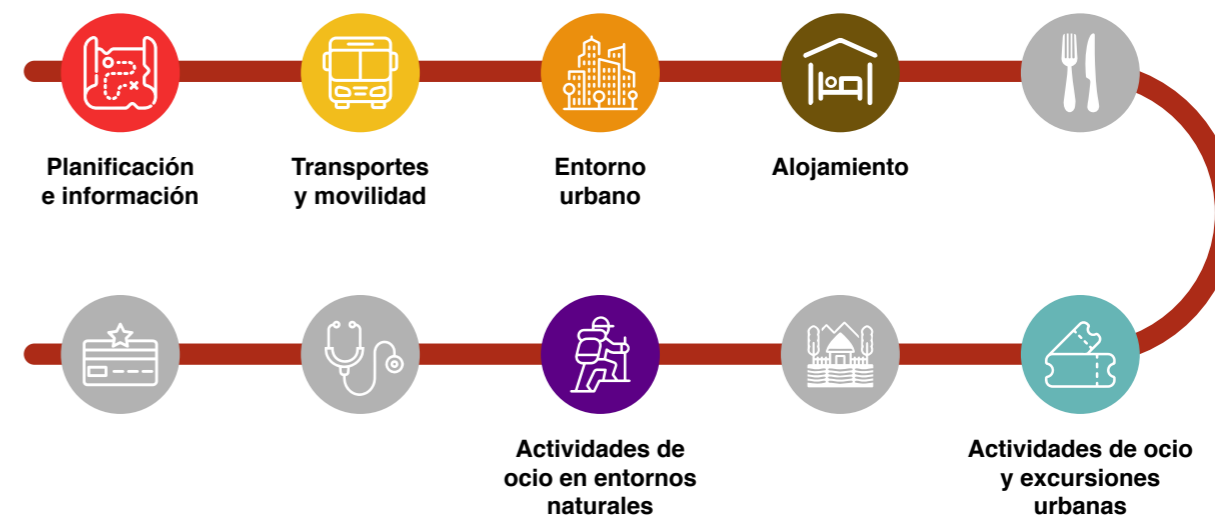 Planificación
e información
Transportes
y movilidad
Entorno
urbano
Alojamiento
Actividades de
ocio en entornos
naturales
Actividades de ocio
y excursiones
urbanas